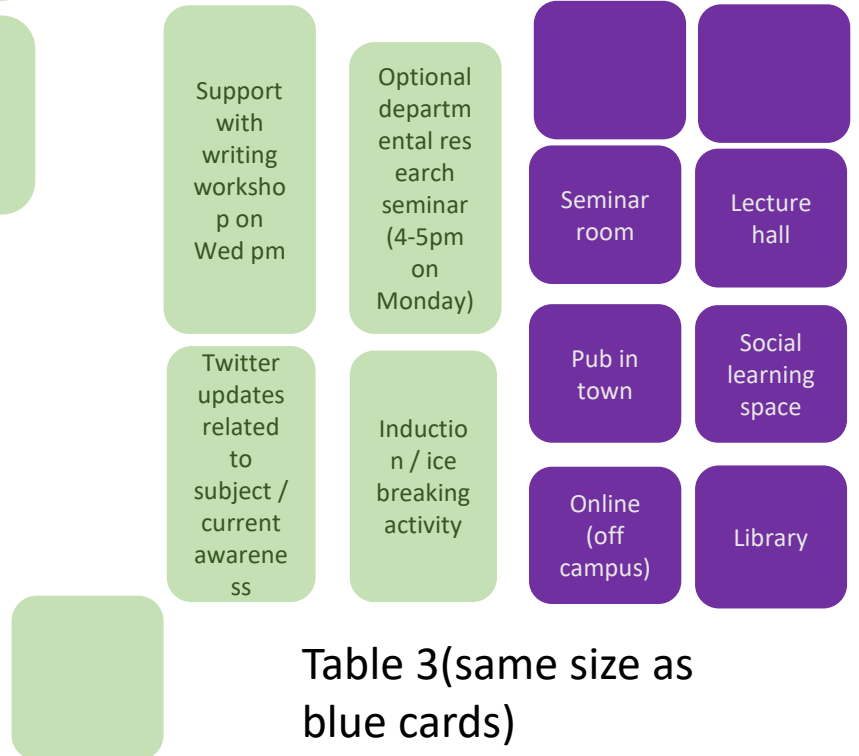 Support
with
writing
worksho
p on
Wed pm
Optional
departm
ental res
earch
seminar
(4-5pm
on
Monday)
Seminar
room
Lecture
hall
Twitter
updates
related
to
subject /
current
awarene
ss
Inductio
n / ice
breaking
activity
Pub in
town
Social
learning
space
Online
(off
campus)
Library
Table 3(same size as
blue cards)